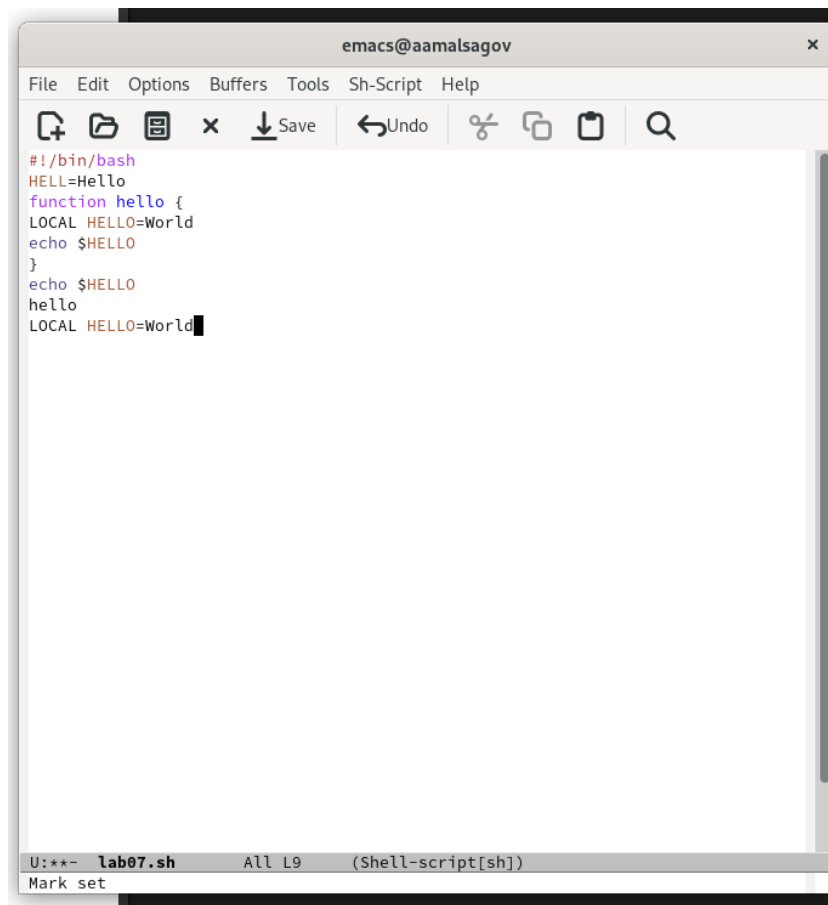 emacs@aamalsagov ×
File Edit Options Buffers Tools Sh-Script Help
Save Undo
#!/bin/bash
HELL=Hello
function hello {
LOCAL HELLO=World
echo $HELLO
}
echo $HELLO
hello
LOCAL HELLO=World
U:**- lab07.sh All L9 (Shell-script[sh])
Mark set